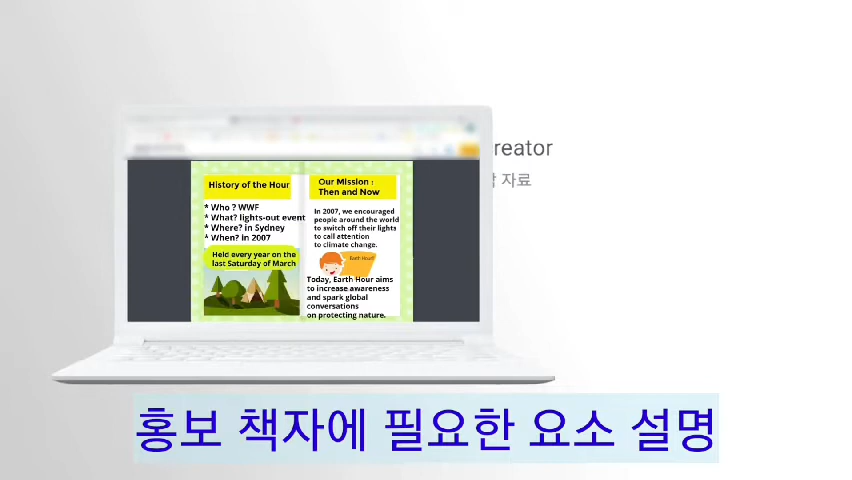 reator
자료
History of the Hour
* Who ? WWF
* What? lights-out event
* Where? in Sydney
* When? in 2007
Held every year on the
last Saturday of March
Our Mission :
Then and Now
In 2007, we encouraged
people around the world
to switch off their lights
to call attention
to climate change.
Earth Hour!
Today, Earth Hour aims
to increase awareness
and spark global
conversations
on protecting nature.
홍보 책자에 필요한 요소 설명